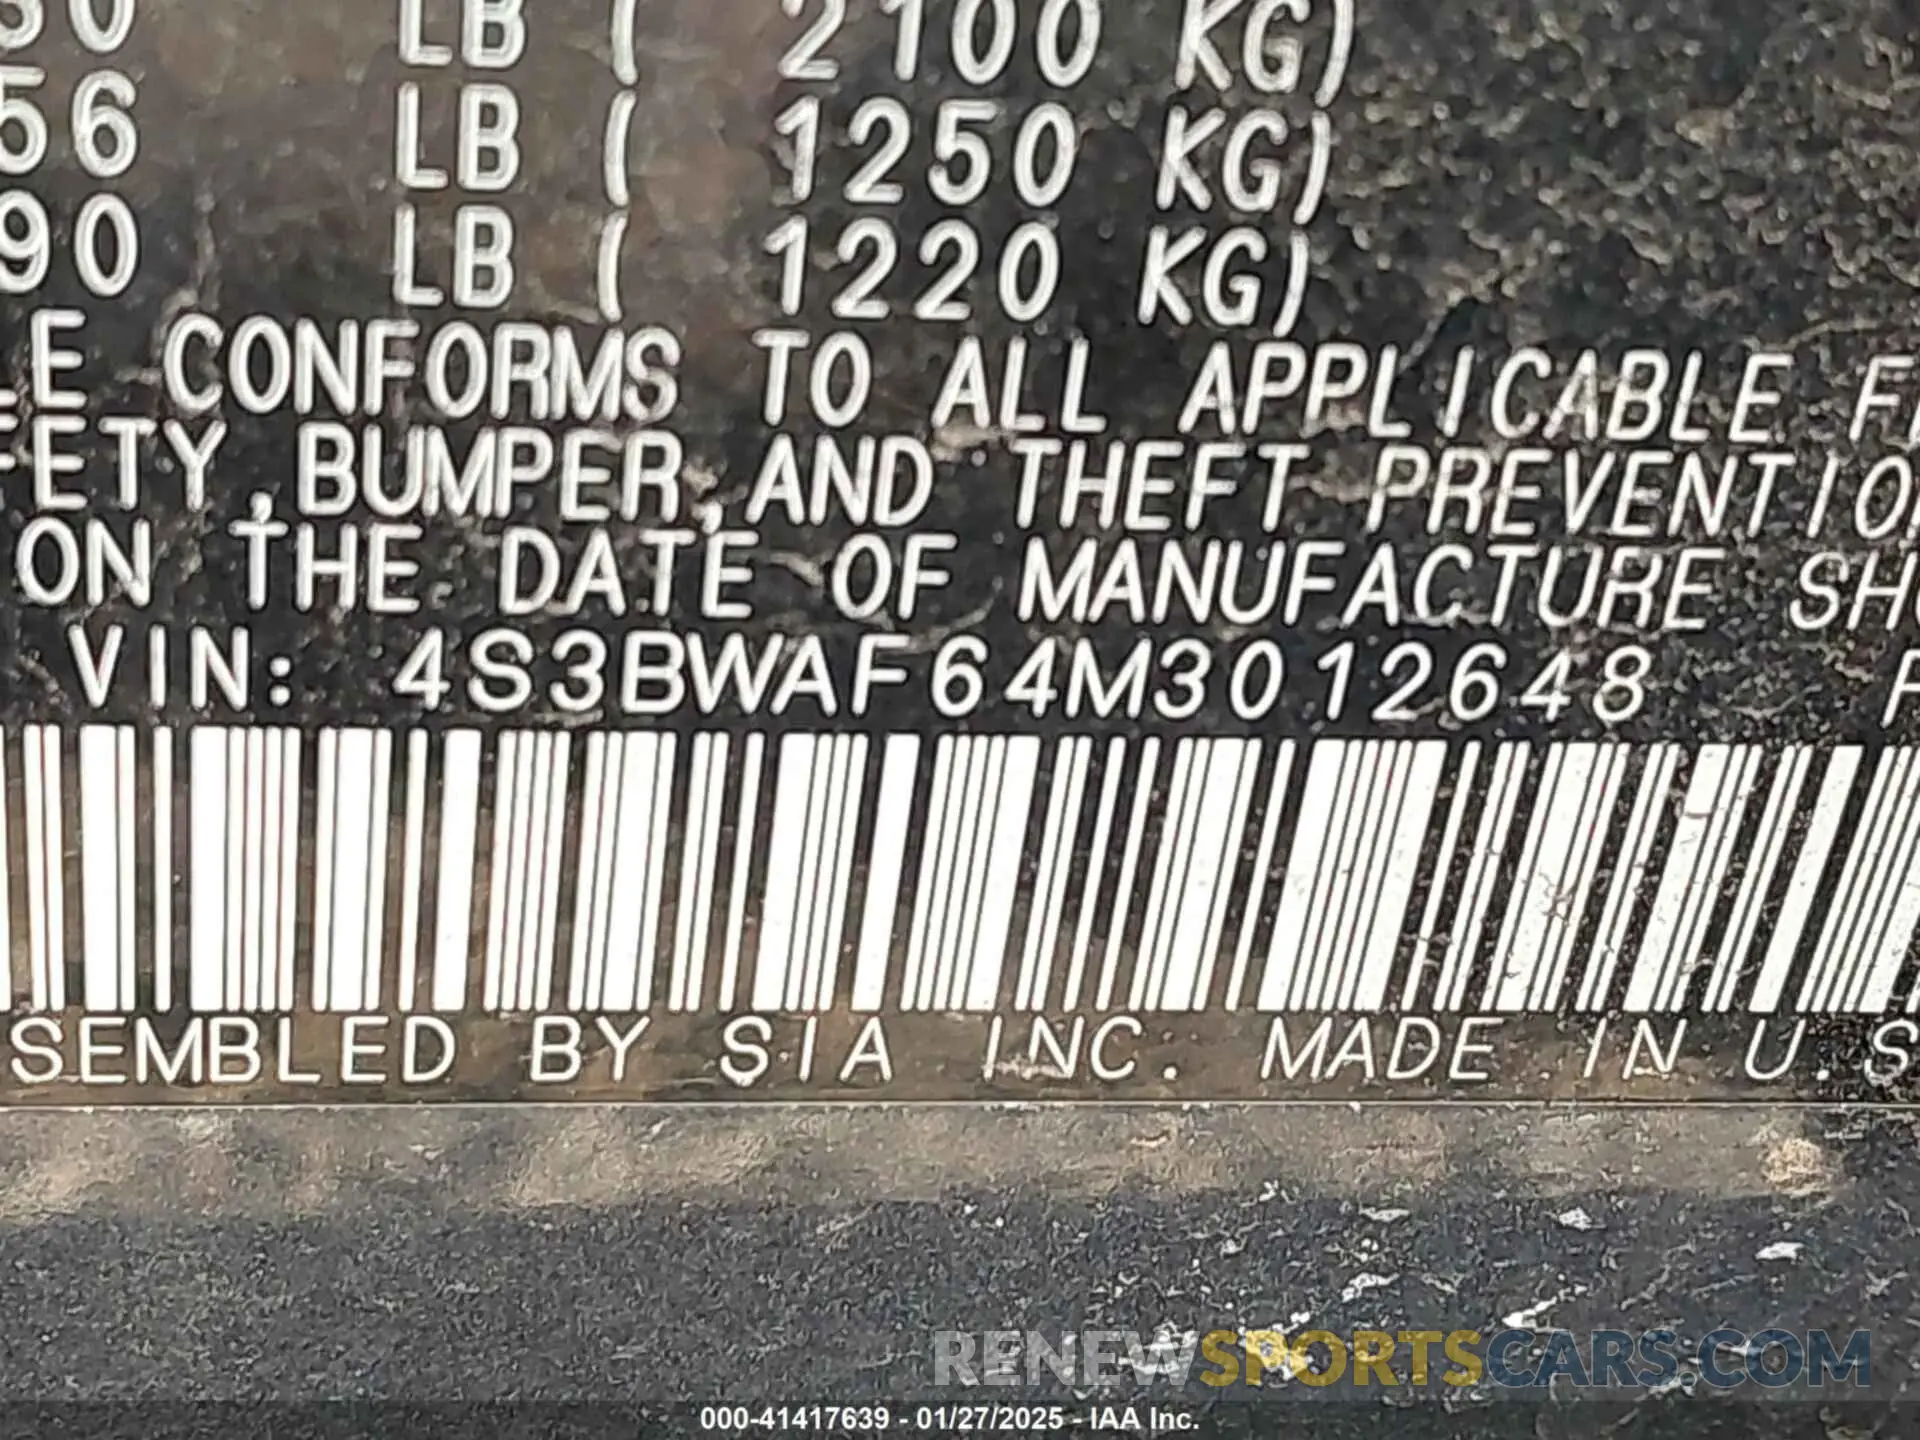 30 LB ( 2100 KG)
56 LB ( 1250 KG)
90 LB ( 1220 KG)
LE CONFORMS TO ALL APPLICABLE F
FETY,BUMPER,AND THEFT PREVENTIO
ON THE DATE OF MANUFACTURE SH
VIN: 4S3BWAF64M3012648
SEMBLED BY SIA INC. MADE IN U.S
RENEWSPORTSCARS.COM
000-41417639 - 01/27/2025 - IAA Inc.